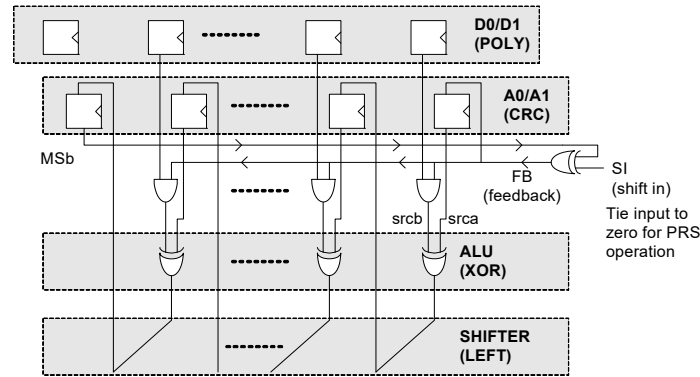 D0/D1
(POLY)
A0/A1
(CRC)
MSb
FB
(feedback)
SI
(shift in)
Tie input to
zero for PRS
operation
srcb
srca
ALU
(XOR)
SHIFTER
(LEFT)